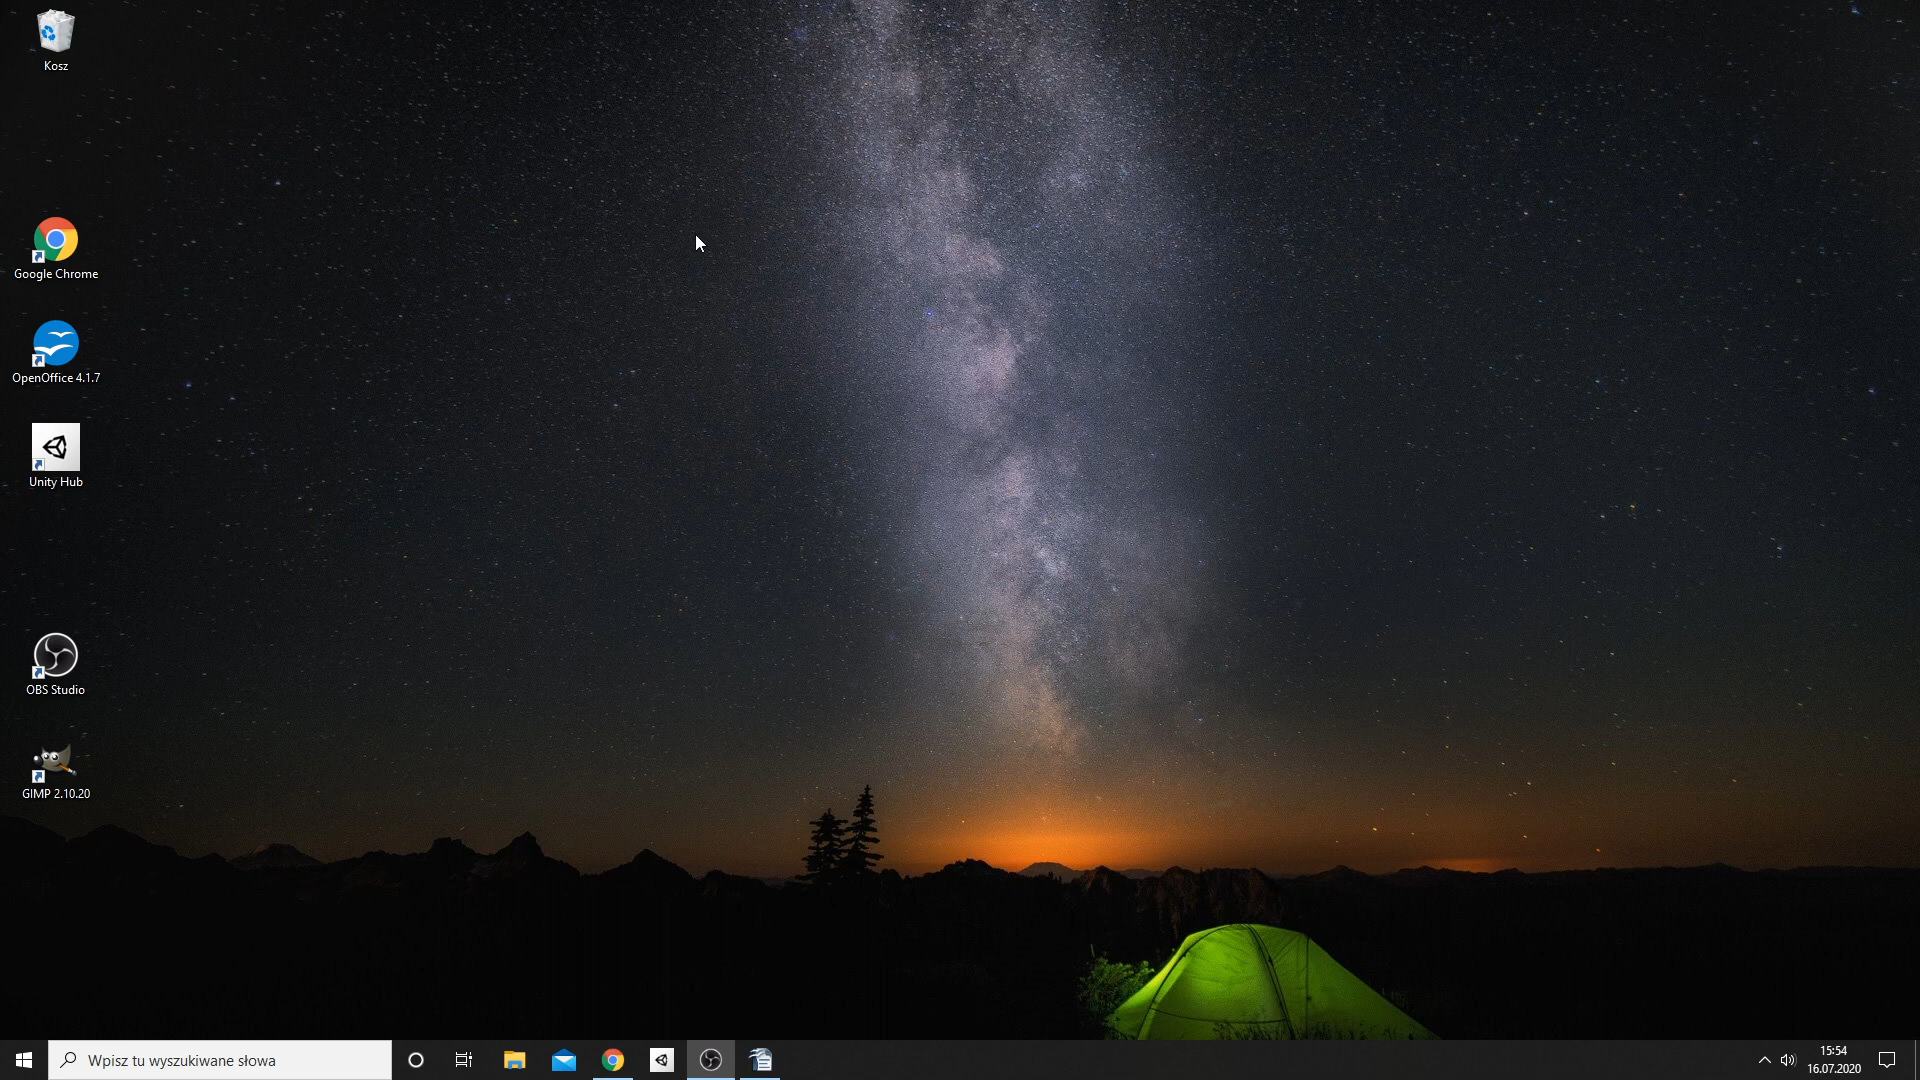 Kosz
Google Chrome
OpenOffice 4.1.7
Unity Hub
OBS Studio
GIMP 2.10.20
Wpisz tu wyszukiwane słowa
15:54
16.07.2020